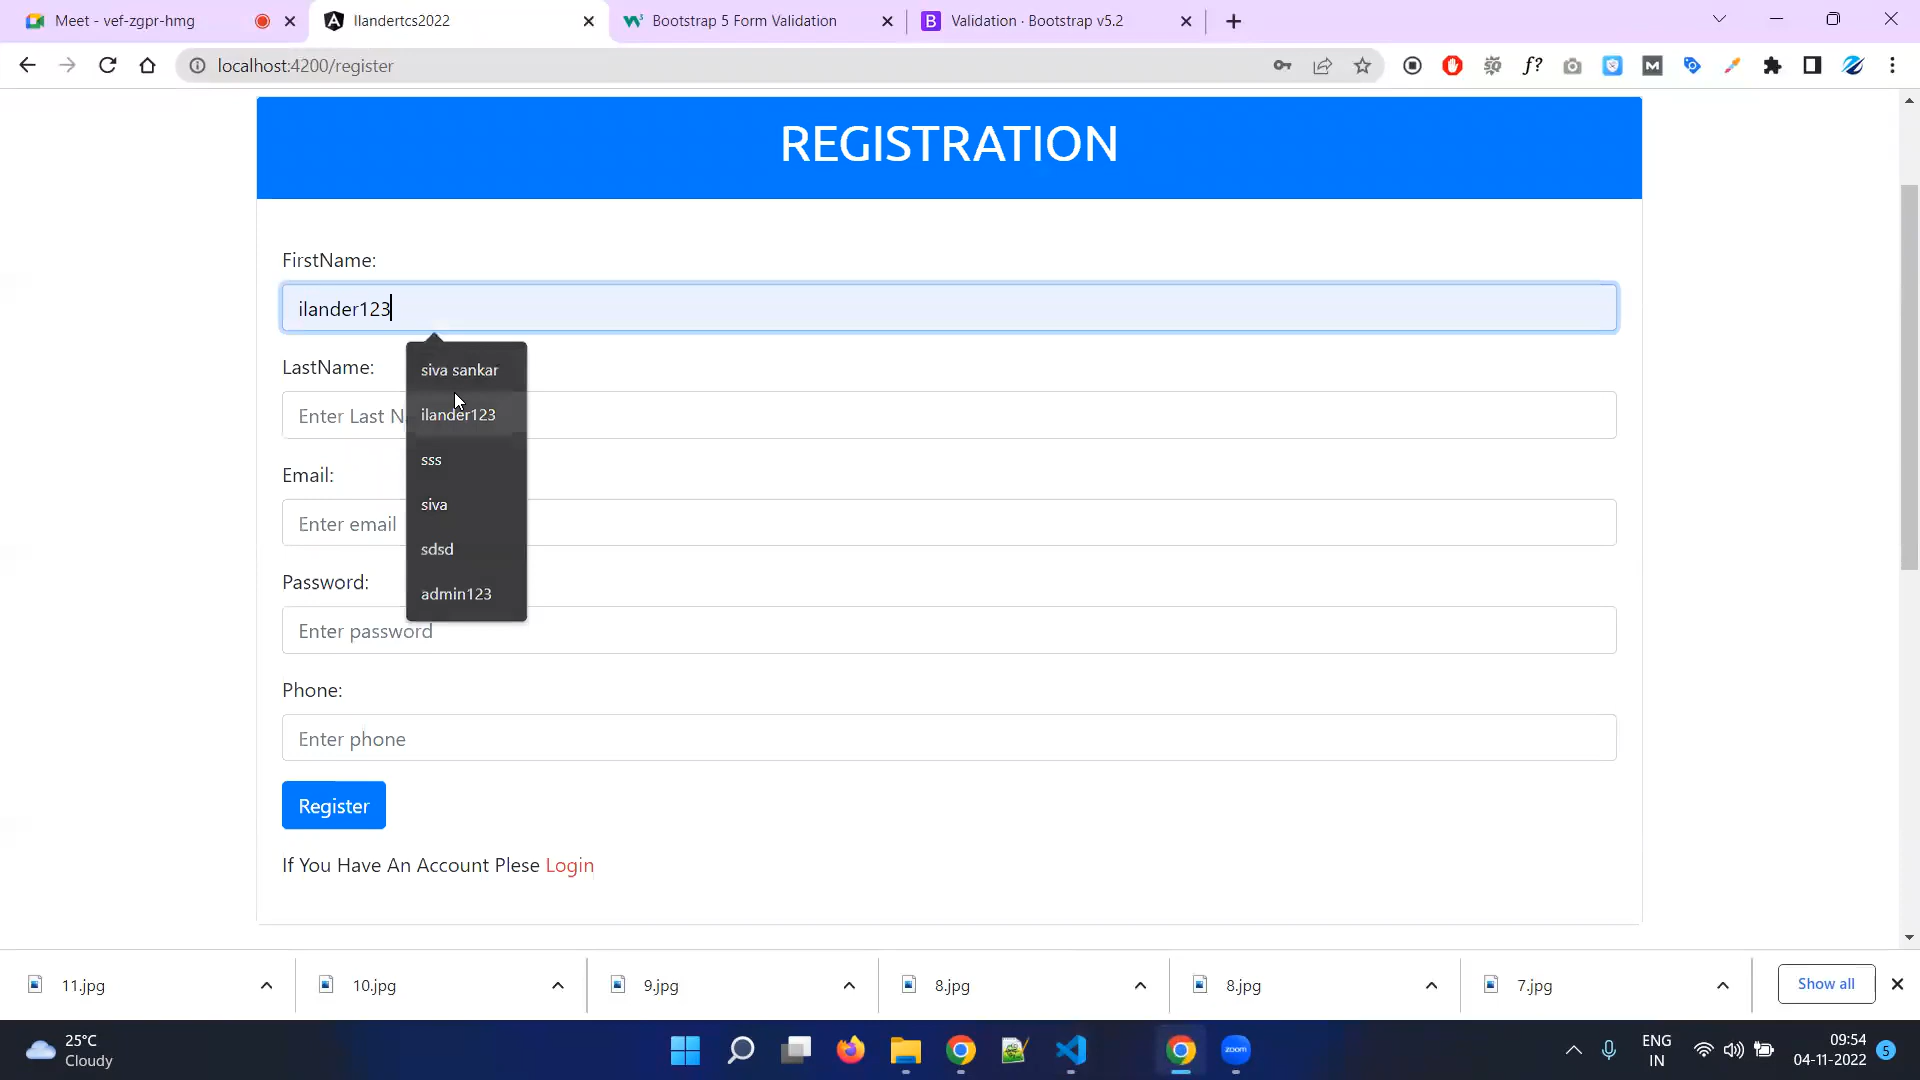 Meet - vef-zgpr-hmg
Ilandertcs2022
Bootstrap 5 Form Validation
B
Validation · Bootstrap v5.2
localhost:4200/register
f?
M
REGISTRATION
FirstName:
ilander123
LastName:
Enter Last N
Email:
Enter email
Password:
Enter password
Phone:
Enter phone
siva sankar
ilander123
sss
siva
sdsd
admin123
Register
If You Have An Account Plese Login
11.jpg
10.jpg
9.jpg
8.jpg
8.jpg
7.jpg
Show all
25°C
Cloudy
zoom
ENG
IN
09:54
04-11-2022
5